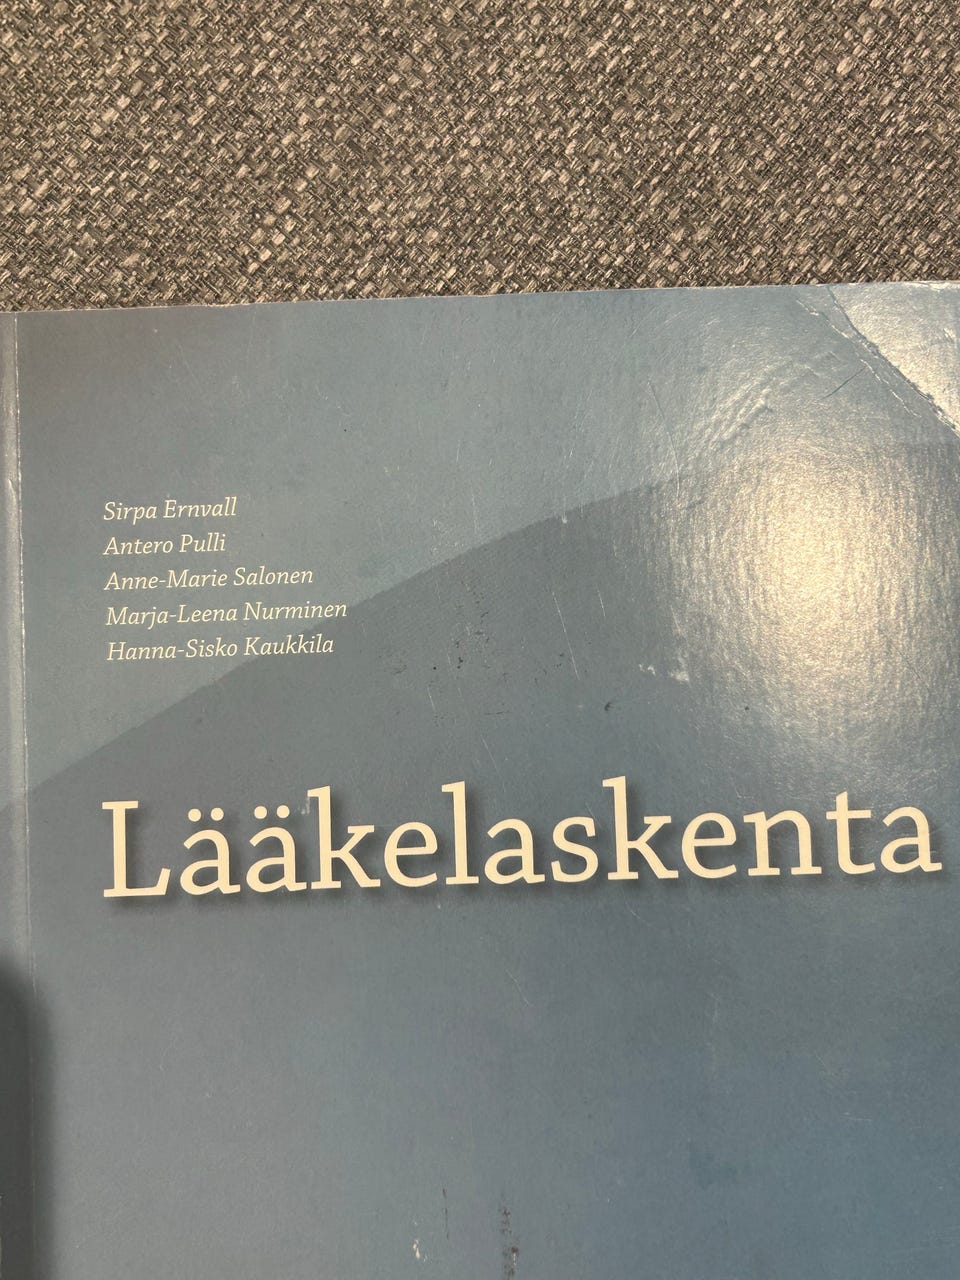 Sirpa Ernvall
Antero Pulli
Anne-Marie Salonen
Marja-Leena Nurminen
Hanna-Sisko Kaukkila
Lääkelaskenta